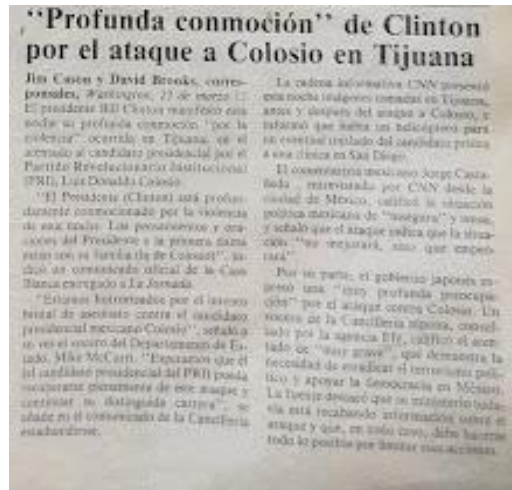 “Profunda conmoción” de Clinton
por el ataque a Colosio en Tijuana
Jim Cason y David Brooks, corres-
ponsales, Washington, 23 de marzo
El presidente Bill Clinton manifestó esta
noche su profunda conmoción “por la
violencia” ocurrida en Tijuana, en el
atentado al candidato presidencial por el
Partido Revolucionario Institucional
(PRI), Luis Donaldo Colosio
“El Presidente (Clinton) está profun-
damente conmocionado por la violencia
de esta noche. Los pensamientos y ora-
ciones del Presidente y la primera dama
están con su familia (la de Colosio)”, in-
dicó un comunicado oficial de la Casa
Blanca entregado a La Jornada.
“Estamos horrorizados por el intento
brutal de asesinato contra el candidato
presidencial mexicano Colosio”, señaló a
su vez el vocero del Departamento de Es-
tado, Mike McCurri. “Esperamos que él
(el candidato presidencial del PRI) pueda
recuperarse plenamente de este ataque y
continuar su distinguida carrera”, se
añade en el comunicado de la Cancillería
estadunidense.
La cadena informativa CNN presentó
esta noche imágenes tomadas en Tijuana,
antes y después del ataque a Colosio, e
informó que había un helicóptero para
un eventual traslado del candidato priísta
a una clínica en San Diego.
El comentarista mexicano Jorge Casta-
ñeda, entrevistado por CNN desde la
ciudad de México, calificó la situación
política mexicana de “insegura” y tensa,
y señaló que el ataque indica que la situa-
ción “no mejorará, sino que empeo-
rará”
Por su parte, el gobierno japonés ex-
presó una “muy profunda preocupa-
ción” por el ataque contra Colosio. Un
vocero de la Cancillería nipona, consul-
tado por la agencia Efe, calificó el aten-
tado de “muy grave”, que demuestra la
necesidad de erradicar el terrorismo polí-
tico y apoyar la democracia en México.
La fuente destacó que su ministerio toda-
vía está recabando información sobre el
ataque y que, en todo caso, debe hacerse
todo lo posible por limitar esas acciones.